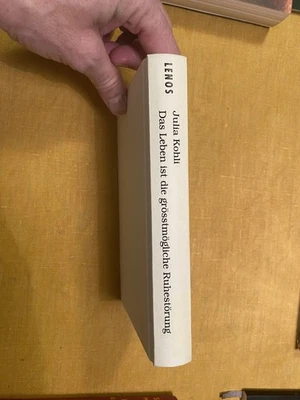 LENOS
Julia Kohli
Das Leben ist die grösstmögliche Ruhestörung